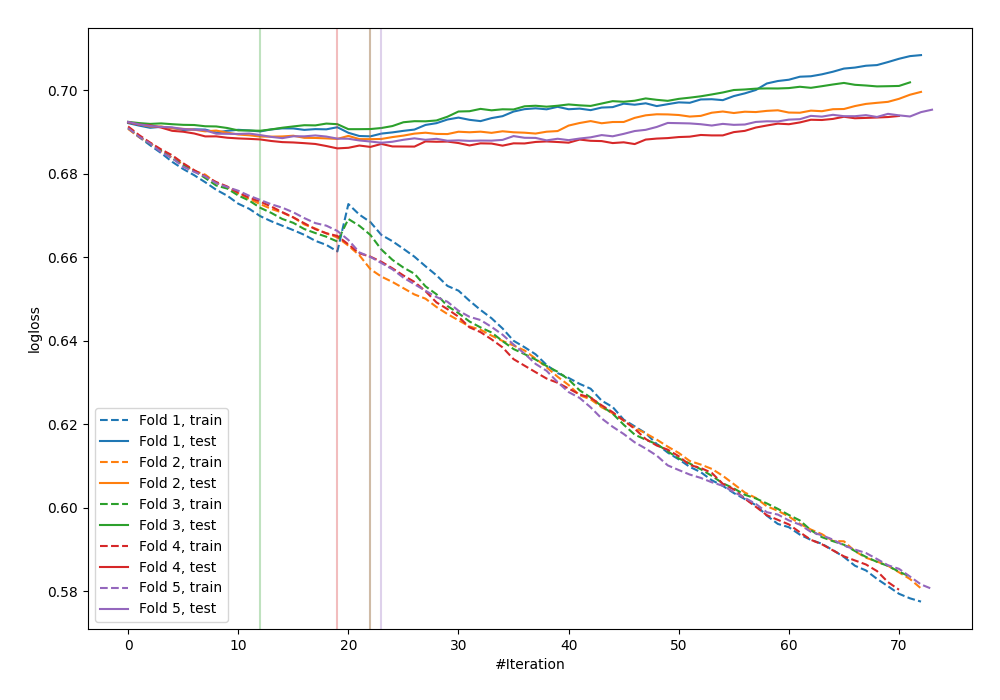 0.70
0.68
0.66
0.64
0.62
0.60
0.58
logloss
Fold 1, train
Fold 1, test
Fold 2, train
Fold 2, test
Fold 3, train
Fold 3, test
Fold 4, train
Fold 4, test
Fold 5, train
Fold 5, test
0 10 20 30 40 50 60 70
#Iteration